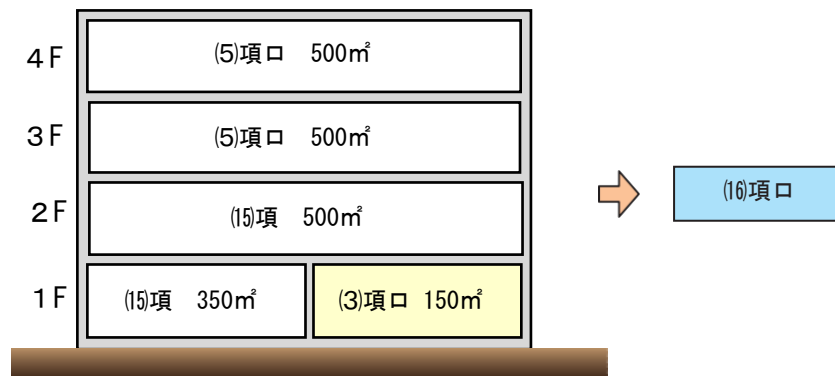 4F ⑸項ロ 500㎡
3F ⑸項ロ 500㎡
2F ⒂項 500㎡
1F ⒂項 350㎡ ⑶項ロ 150㎡
⒃項ロ